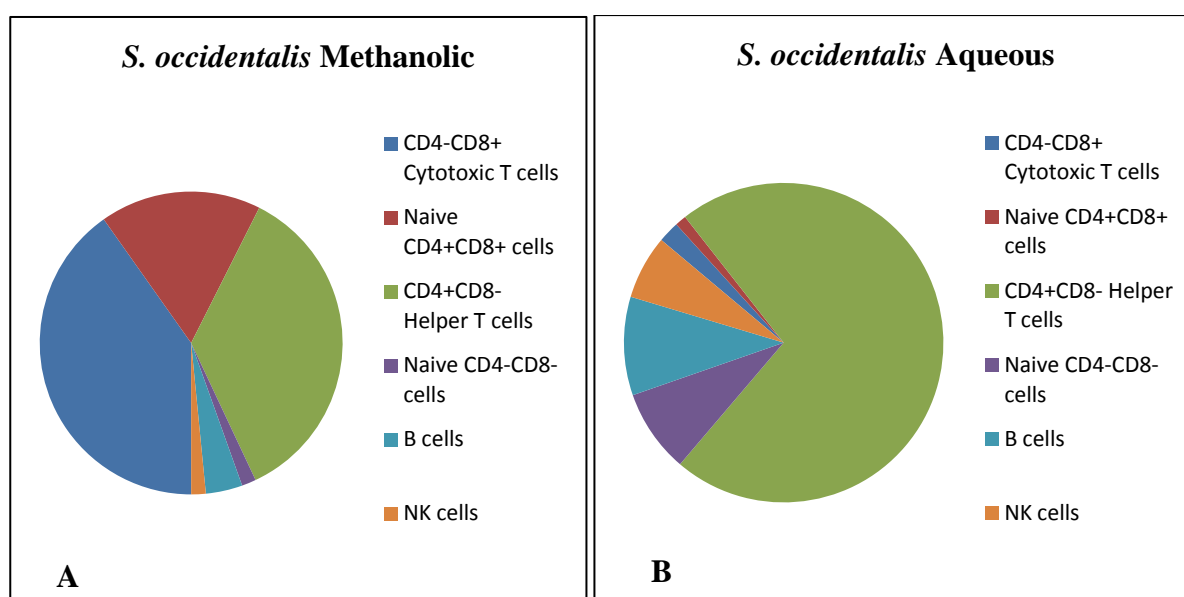 S. occidentalis Methanolic
CD4-CD8+
Cytotoxic T cells
Naive
CD4+CD8+ cells
CD4+CD8-
Helper T cells
Naive CD4-CD8-
cells
B cells
NK cells
A
S. occidentalis Aqueous
CD4-CD8+
Cytotoxic T cells
Naive CD4+CD8+
cells
CD4+CD8- Helper
T cells
Naive CD4-CD8-
cells
B cells
NK cells
B